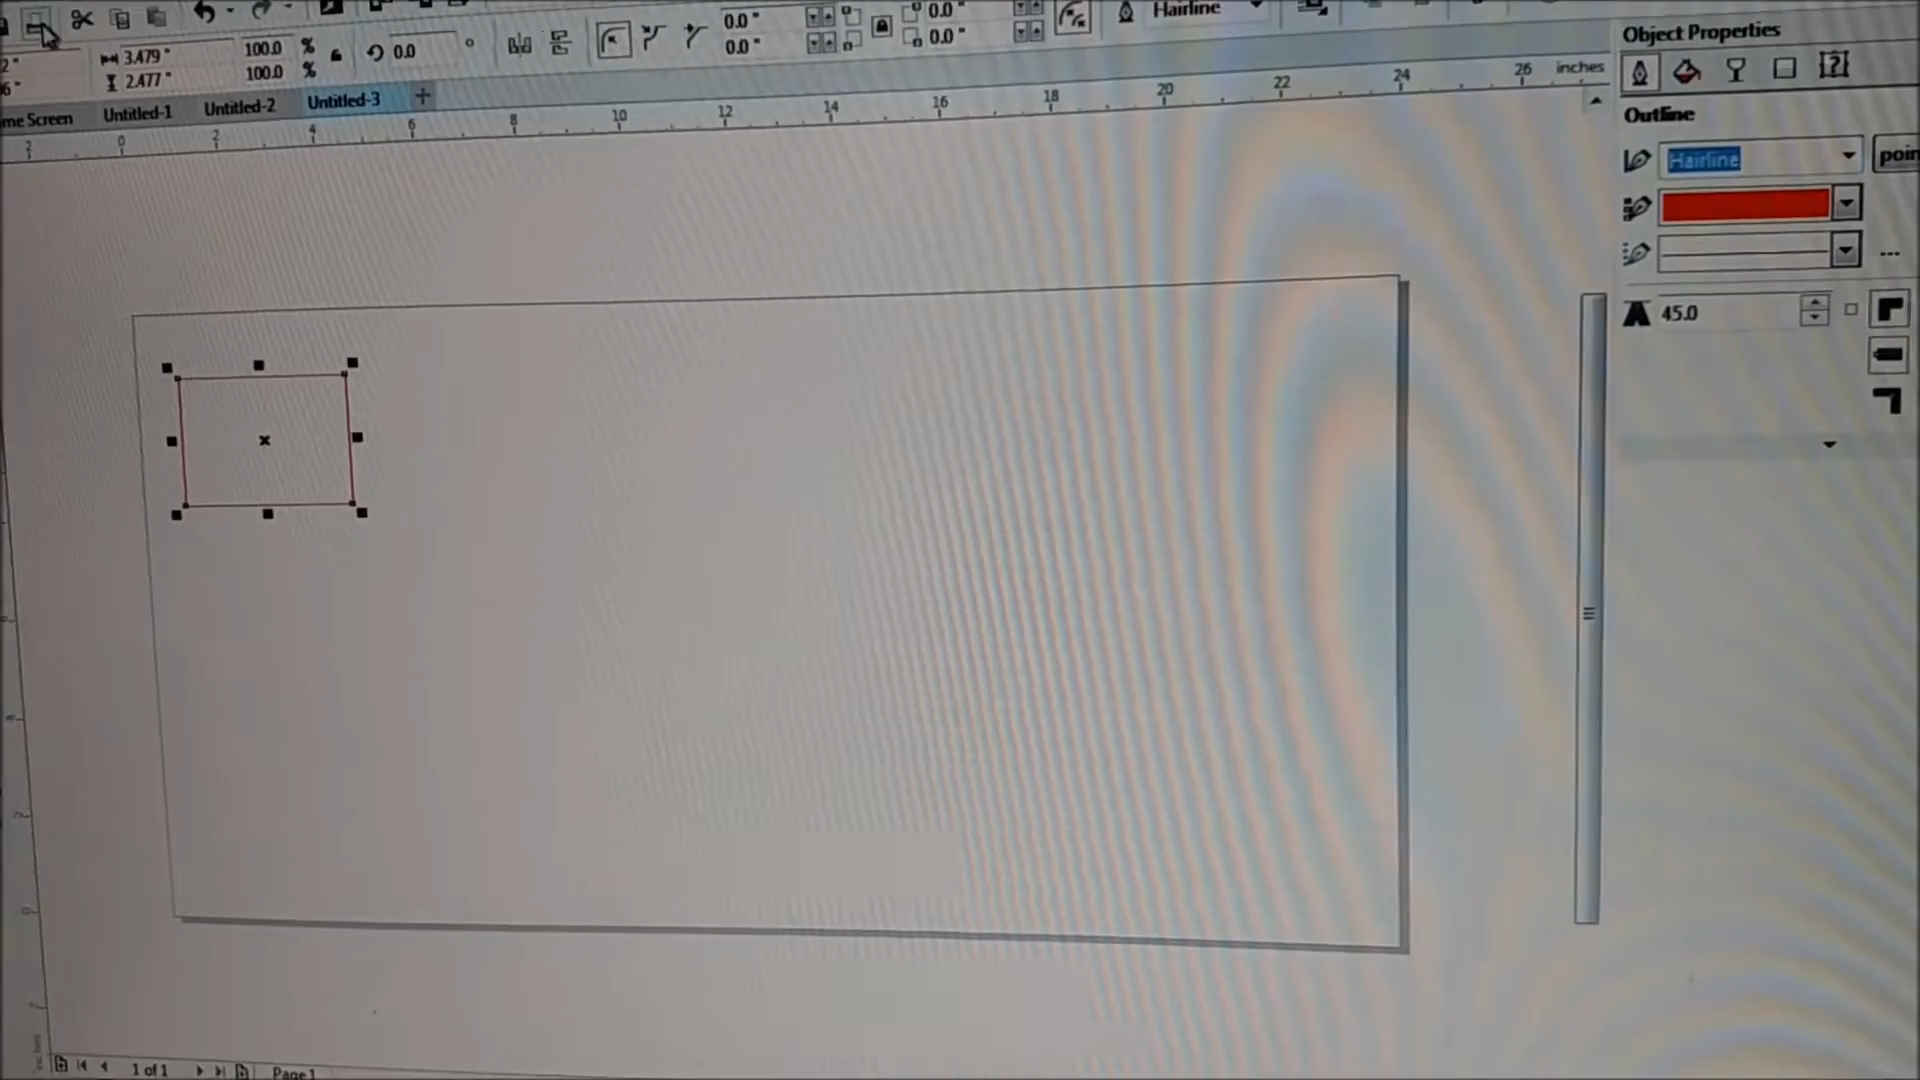 Hairline
2" 3.479" 100.0 % 0.0 ° 0.0" 0.0"
6" 2.477" 100.0 % 0.0" 0.0"
me Screen Untitled-1 Untitled-2 Untitled-3 +
2 0 2 4 6 8 10 12 14 16 18 20 22 24 26 inches
Object Properties
Outline
Hairline poin
...
45.0
1 of 1 Page 1